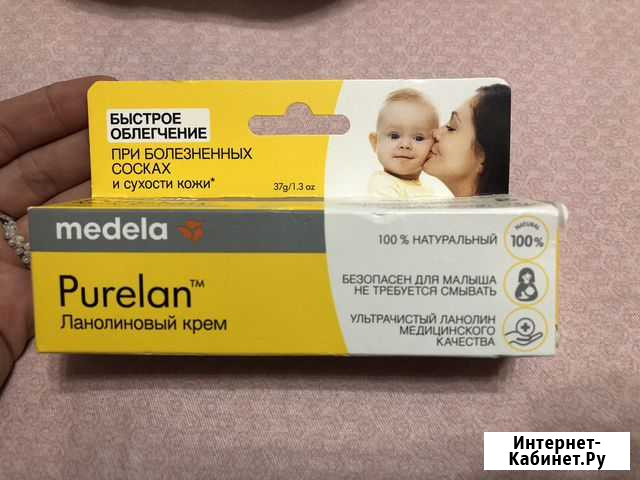 БЫСТРОЕ
ОБЛЕГЧЕНИЕ
ПРИ БОЛЕЗНЕННЫХ
СОСКАХ
и сухости кожи*
37g/1.3 oz
medela
Purelan™
Ланолиновый крем
100 % НАТУРАЛЬНЫЙ
NATURAL
100%
БЕЗОПАСЕН ДЛЯ МАЛЫША
НЕ ТРЕБУЕТСЯ СМЫВАТЬ
УЛЬТРАЧИСТЫЙ ЛАНОЛИН
МЕДИЦИНСКОГО
КАЧЕСТВА
Интернет-
Кабинет.Ру